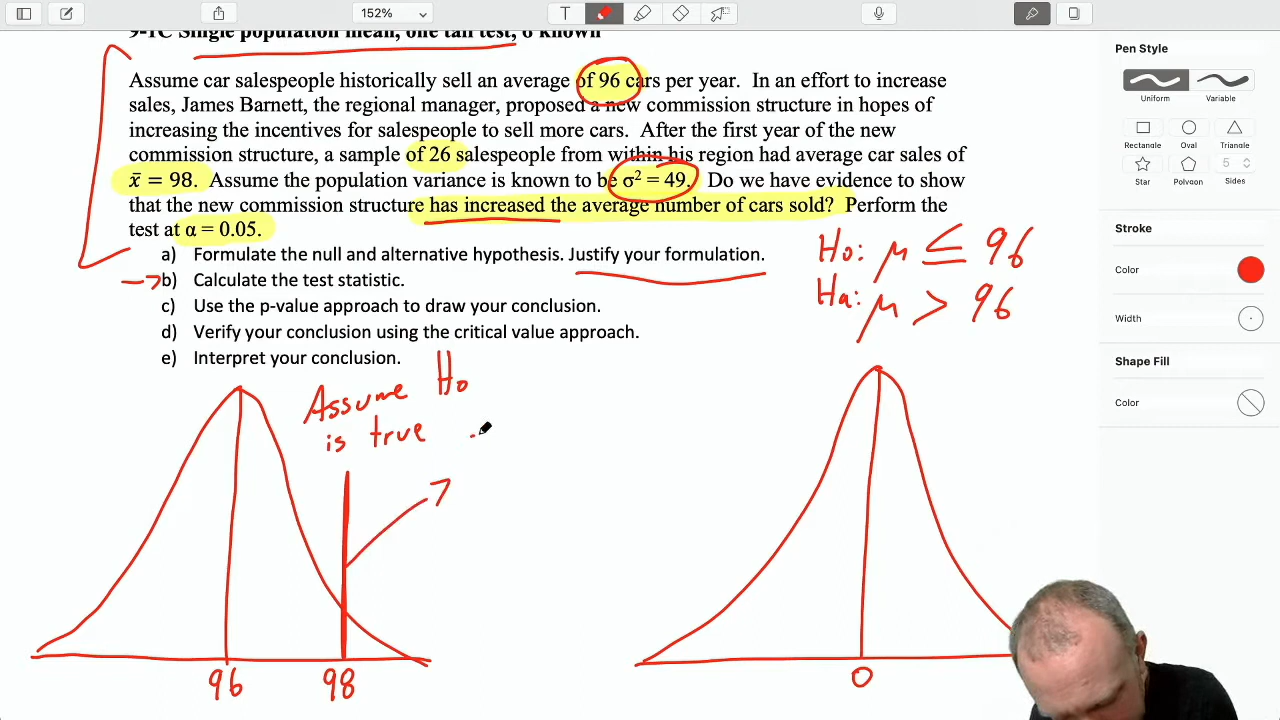 152%
T
9-1C Single population mean, one tail test, σ known
Assume car salespeople historically sell an average of 96 cars per year. In an effort to increase
sales, James Barnett, the regional manager, proposed a new commission structure in hopes of
increasing the incentives for salespeople to sell more cars. After the first year of the new
commission structure, a sample of 26 salespeople from within his region had average car sales of
x̄ = 98. Assume the population variance is known to be σ² = 49. Do we have evidence to show
that the new commission structure has increased the average number of cars sold? Perform the
test at α = 0.05.
a) Formulate the null and alternative hypothesis. Justify your formulation.
b) Calculate the test statistic.
c) Use the p-value approach to draw your conclusion.
d) Verify your conclusion using the critical value approach.
e) Interpret your conclusion.
Ho: μ ≤ 96
Ha: μ > 96
Assume Ho
is true
96
98
0
Pen Style
Uniform
Variable
Rectangle
Oval
Triangle
Star
Polygon
5
Sides
Stroke
Color
Width
Shape Fill
Color